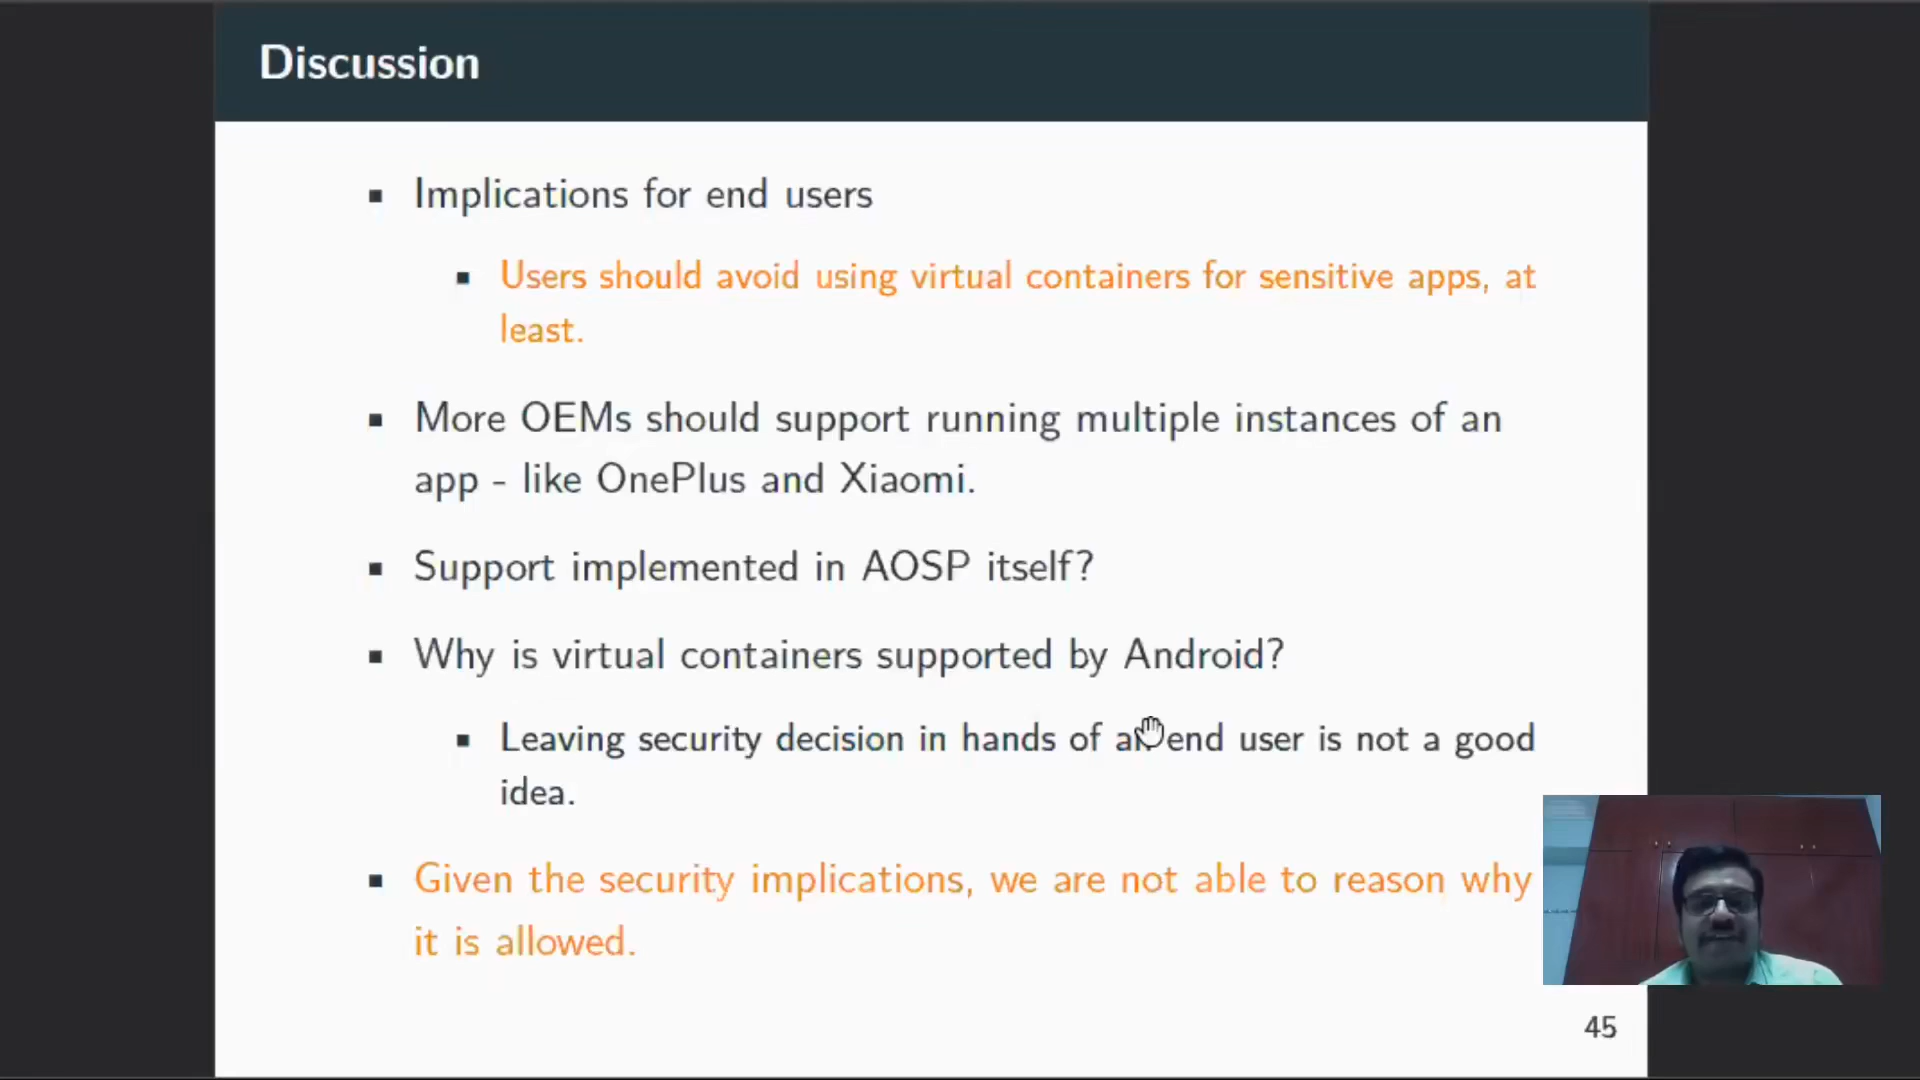 Discussion
Implications for end users
Users should avoid using virtual containers for sensitive apps, at
least.
More OEMs should support running multiple instances of an
app - like OnePlus and Xiaomi.
Support implemented in AOSP itself?
Why is virtual containers supported by Android?
Leaving security decision in hands of an end user is not a good
idea.
Given the security implications, we are not able to reason why
it is allowed.
45